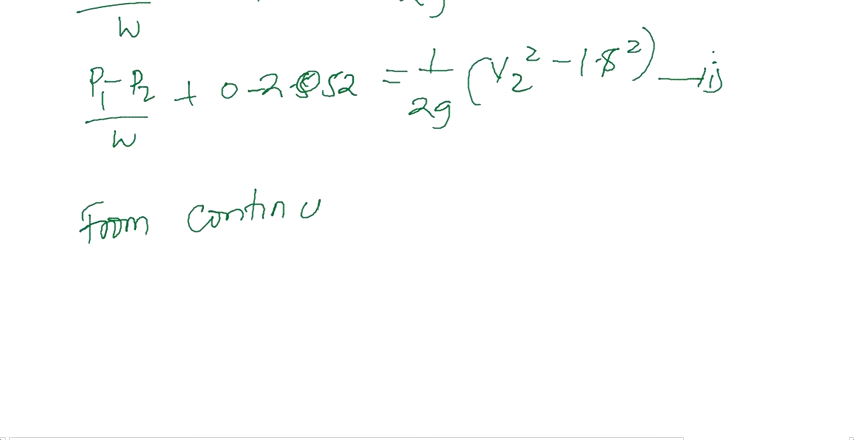 W
P₁ - P₂ / W + 0.2052 = 1 / 2g (V₂² - 1.8²) —ii
From continu